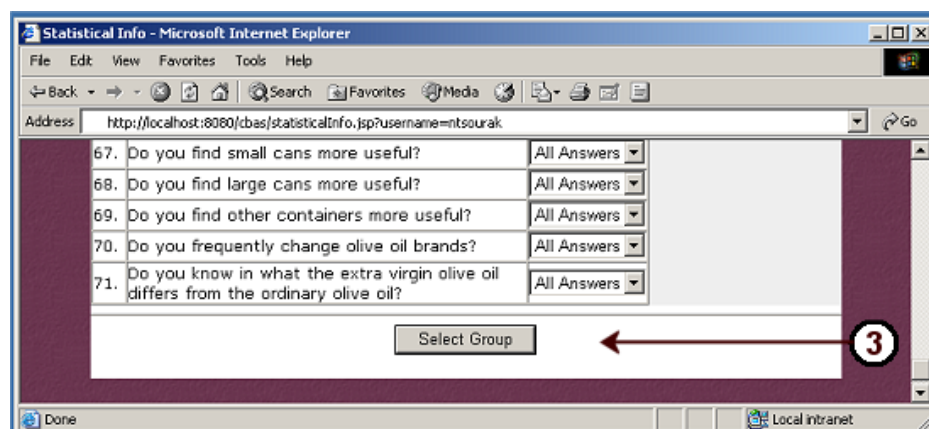 Statistical Info - Microsoft Internet Explorer
File Edit View Favorites Tools Help
Back Search Favorites Media
Address http://localhost:8080/cbas/statisticalInfo.jsp?username=ntsourak Go
67. Do you find small cans more useful? All Answers
68. Do you find large cans more useful? All Answers
69. Do you find other containers more useful? All Answers
70. Do you frequently change olive oil brands? All Answers
71. Do you know in what the extra virgin olive oil
differs from the ordinary olive oil? All Answers
Select Group
3
Done Local intranet